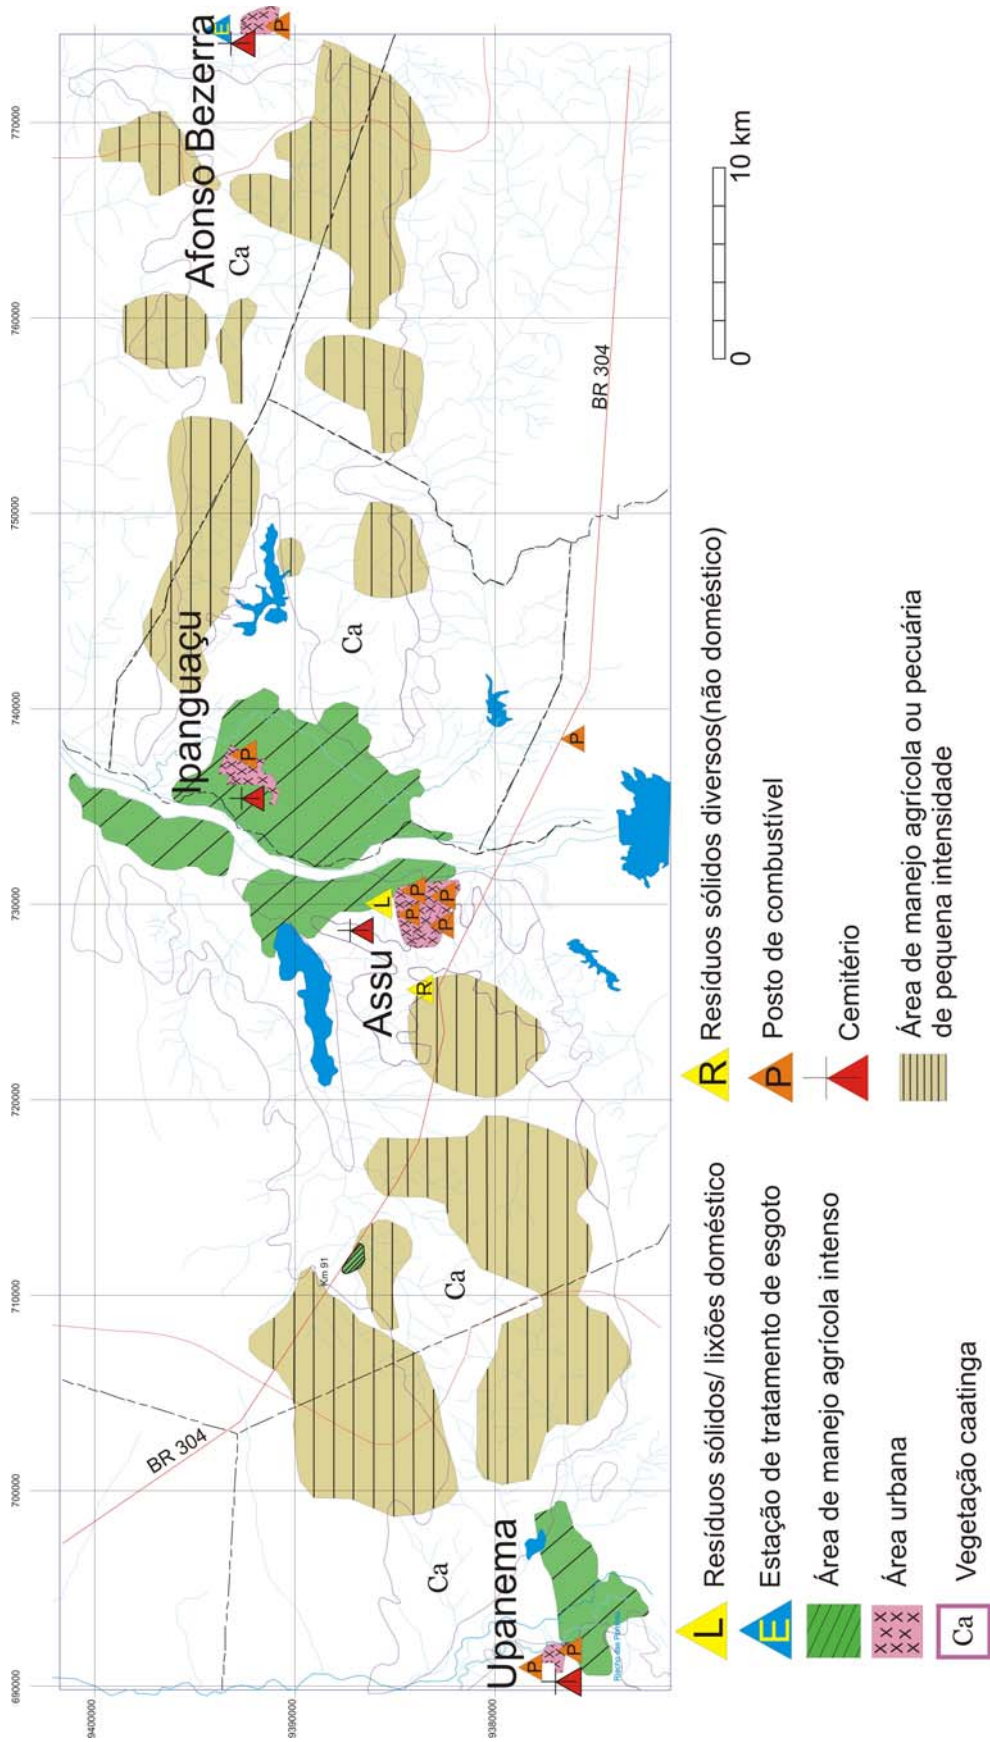 690000
700000
710000
720000
730000
740000
750000
760000
770000
9400000
9390000
9380000
BR 304
Km 91
Ca
Ca
Ca
Ca
Upanema
P
P
Assu
R
L
P
P
P
P
P
Ipanguaçu
P
Afonso Bezerra
E
P
BR 304
0
10 km
L Resíduos sólidos/ lixões doméstico
E Estação de tratamento de esgoto
Área de manejo agrícola intenso
Área urbana
Ca Vegetação caatinga
R Resíduos sólidos diversos(não doméstico)
P Posto de combustível
Cemitério
Área de manejo agrícola ou pecuária
de pequena intensidade